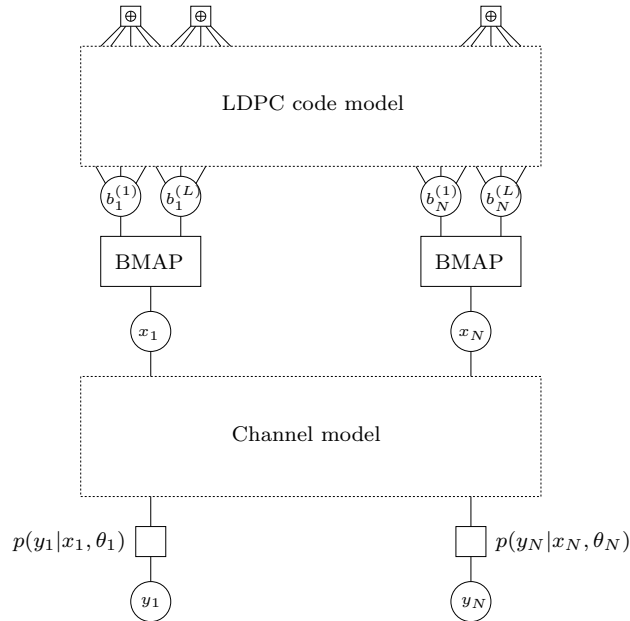 ⊕ ⊕ ⊕
LDPC code model
b_1^{(1)} b_1^{(L)} b_N^{(1)} b_N^{(L)}
BMAP BMAP
x_1 x_N
Channel model
p(y_1|x_1, θ_1) p(y_N|x_N, θ_N)
y_1 y_N